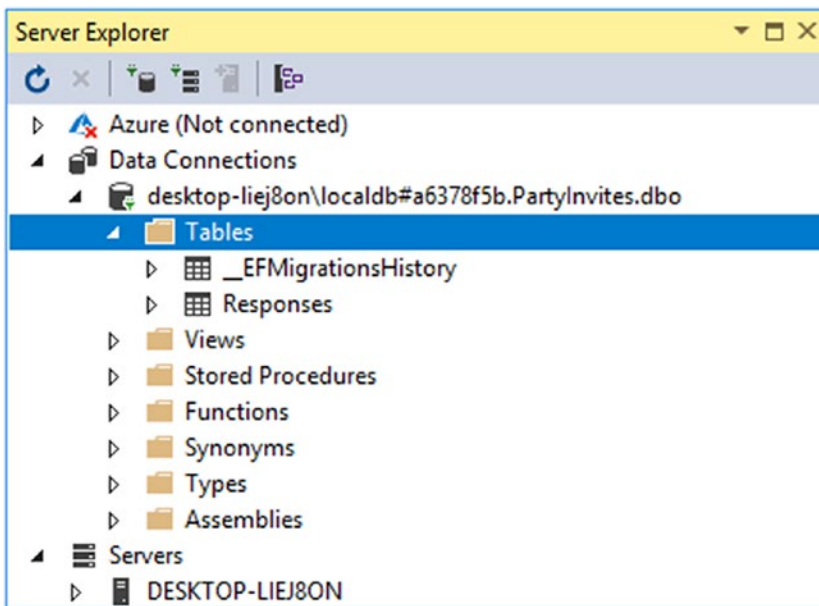 Server Explorer
Azure (Not connected)
Data Connections
desktop-liej8on\localdb#a6378f5b.PartyInvites.dbo
Tables
__EFMigrationsHistory
Responses
Views
Stored Procedures
Functions
Synonyms
Types
Assemblies
Servers
DESKTOP-LIEJ8ON